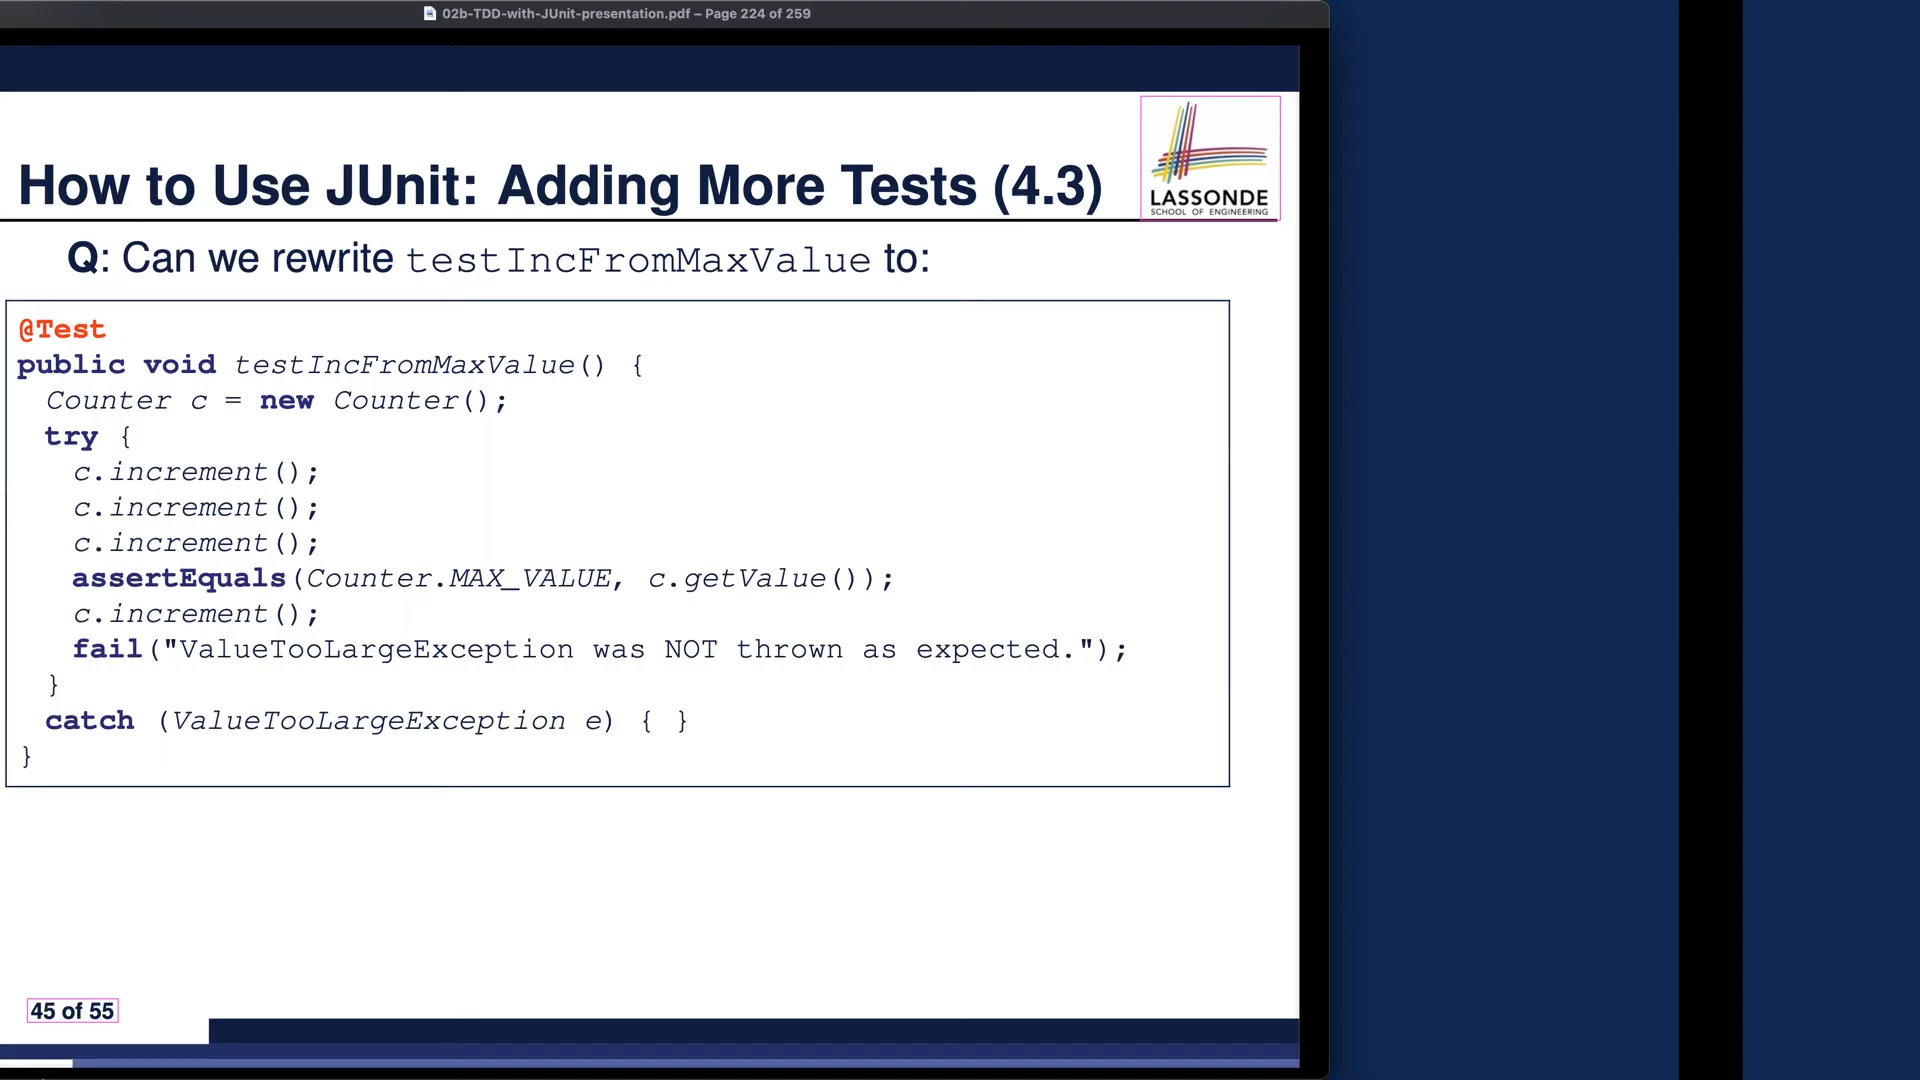 02b-TDD-with-JUnit-presentation.pdf – Page 224 of 259
LASSONDE
SCHOOL OF ENGINEERING
How to Use JUnit: Adding More Tests (4.3)
Q: Can we rewrite testIncFromMaxValue to:
@Test
public void testIncFromMaxValue() {
Counter c = new Counter();
try {
c.increment();
c.increment();
c.increment();
assertEquals(Counter.MAX_VALUE, c.getValue());
c.increment();
fail("ValueTooLargeException was NOT thrown as expected.");
}
catch (ValueTooLargeException e) { }
}
45 of 55